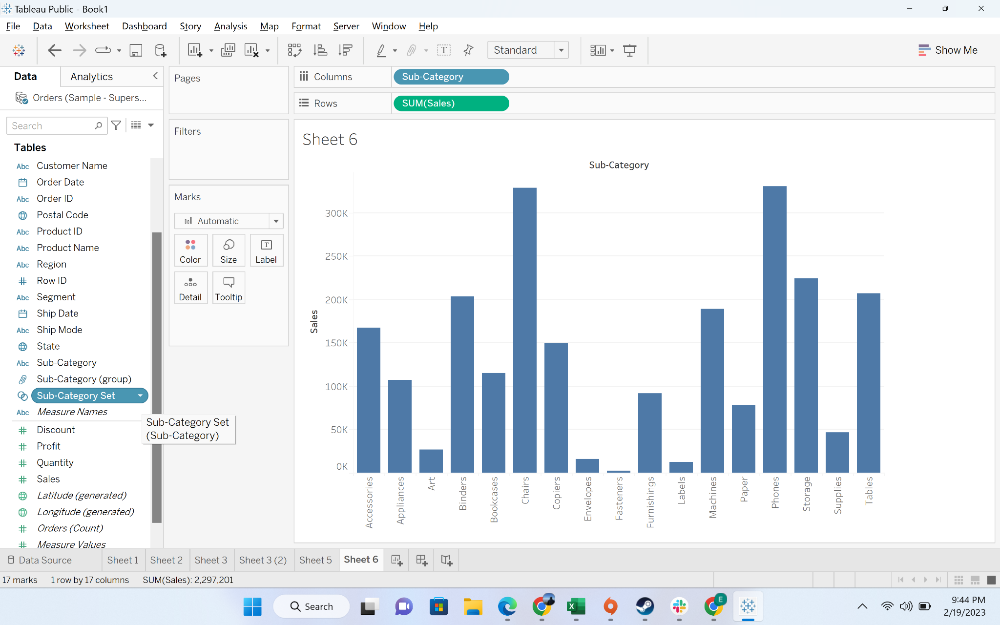 Tableau Public - Book1
File Data Worksheet Dashboard Story Analysis Map Format Server Window Help
Standard
Show Me
Data Analytics
Orders (Sample - Supers...
Search
Tables
Abc Customer Name
Order Date
Abc Order ID
Postal Code
Abc Product ID
Abc Product Name
Abc Region
Row ID
Abc Segment
Ship Date
Abc Ship Mode
State
Abc Sub-Category
Sub-Category (group)
Sub-Category Set
Abc Measure Names
Discount
Profit
Quantity
Sales
Latitude (generated)
Longitude (generated)
Orders (Count)
Measure Values
Sub-Category Set
(Sub-Category)
Pages
Filters
Marks
Automatic
Color Size Label
Detail Tooltip
Columns Sub-Category
Rows SUM(Sales)
Sheet 6
Sub-Category
Sales
300K
250K
200K
150K
100K
50K
0K
Accessories
Appliances
Art
Binders
Bookcases
Chairs
Copiers
Envelopes
Fasteners
Furnishings
Labels
Machines
Paper
Phones
Storage
Supplies
Tables
Data Source Sheet 1 Sheet 2 Sheet 3 Sheet 3 (2) Sheet 5 Sheet 6
17 marks 1 row by 17 columns SUM(Sales): 2,297,201
Search
E
9:44 PM
2/19/2023